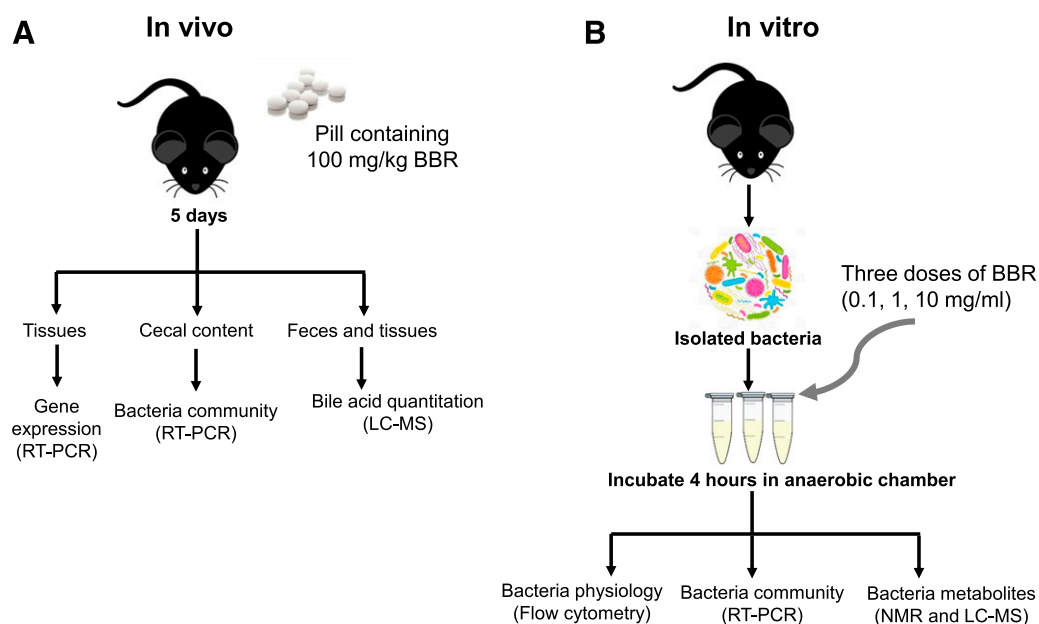 A
In vivo
Pill containing
100 mg/kg BBR
5 days
Tissues
Cecal content
Feces and tissues
Gene
expression
(RT-PCR)
Bacteria community
(RT-PCR)
Bile acid quantitation
(LC-MS)
B
In vitro
Three doses of BBR
(0.1, 1, 10 mg/ml)
Isolated bacteria
Incubate 4 hours in anaerobic chamber
Bacteria physiology
(Flow cytometry)
Bacteria community
(RT-PCR)
Bacteria metabolites
(NMR and LC-MS)